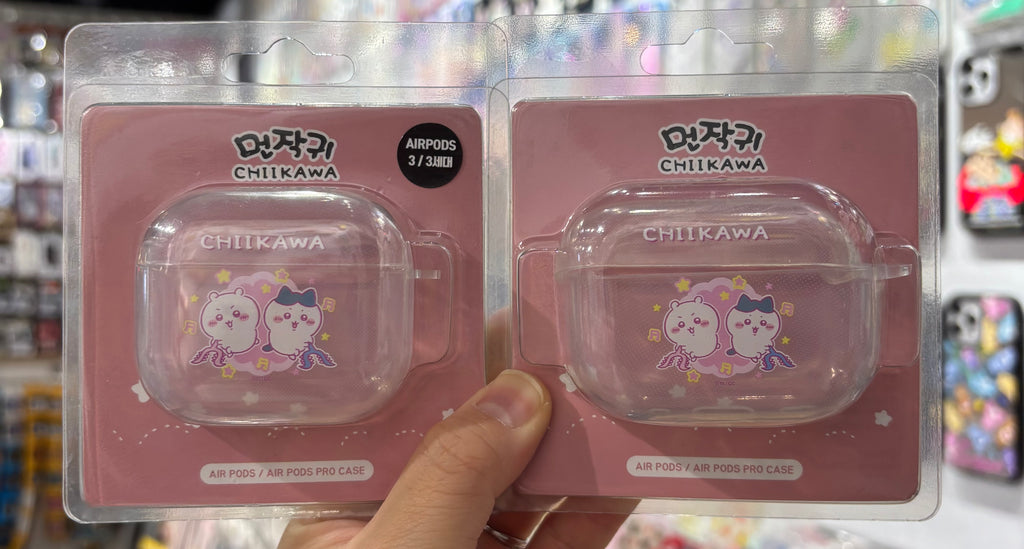 먼작귀
CHIIKAWA
AIRPODS
3 / 3세대
CHIIKAWA
AIR PODS / AIR PODS PRO CASE
먼작귀
CHIIKAWA
CHIIKAWA
AIR PODS / AIR PODS PRO CASE